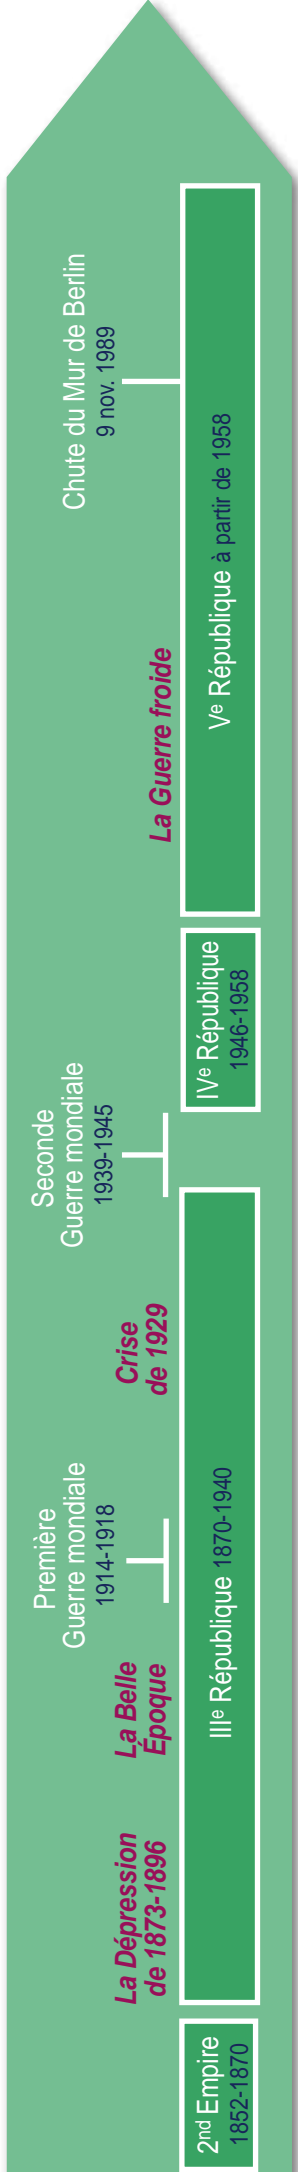 Chute du Mur de Berlin
9 nov. 1989
La Guerre froide
Vᵉ République à partir de 1958
IVᵉ République
1946-1958
Seconde
Guerre mondiale
1939-1945
Crise
de 1929
Première
Guerre mondiale
1914-1918
La Belle
Époque
IIIᵉ République 1870-1940
La Dépression
de 1873-1896
2ⁿᵈ Empire
1852-1870